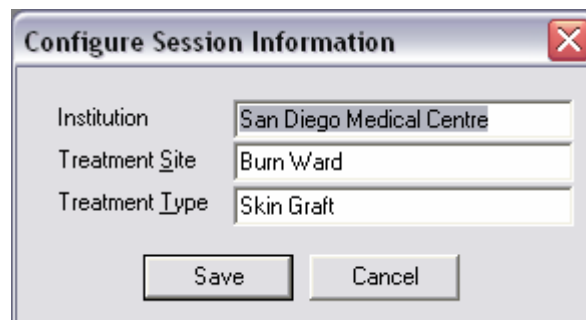 Configure Session Information
Institution San Diego Medical Centre
Treatment Site Burn Ward
Treatment Type Skin Graft
Save Cancel